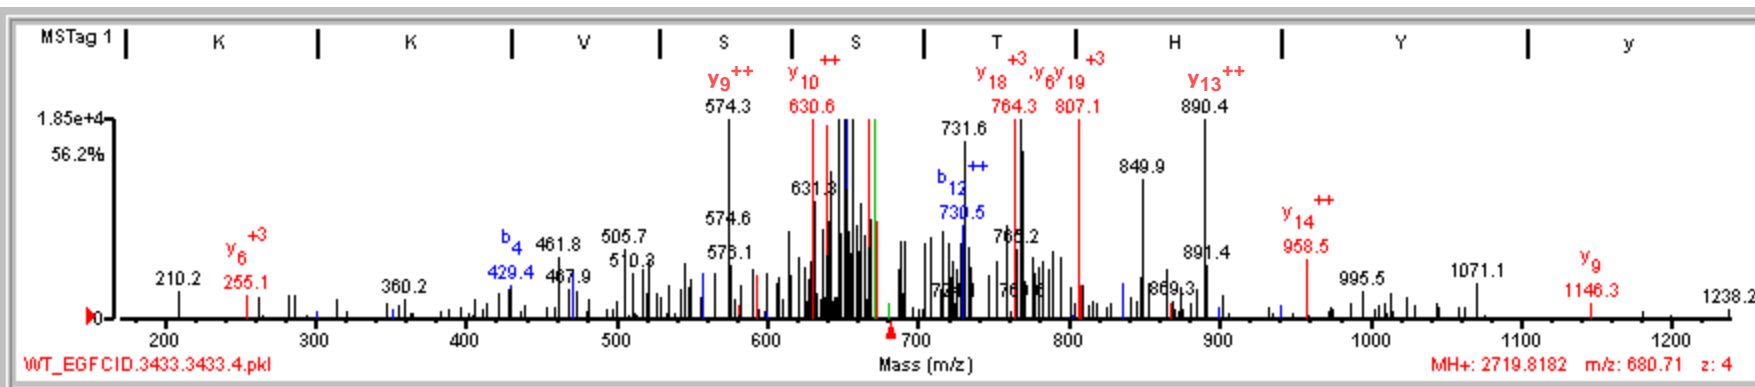 MSTag 1 K K V S S T H Y y
y9++ y10++ y18+3,y6 y19+3 y13++
1.85e+4 574.3 630.6 764.3 807.1 890.4
731.6
56.2%
849.9
b12++
631.3
730.5
574.6
y14++
y6+3 b4 461.8 505.7 576.1 765.2 891.4 958.5
467.9 510.3 y9
210.2 255.1 360.2 429.4 869.3 995.5 1071.1 1146.3 1238.2
0
200 300 400 500 600 700 800 900 1000 1100 1200
WT_EGFCID.3433.3433.4.pkl Mass (m/z) MH+: 2719.8182 m/z: 680.71 z: 4